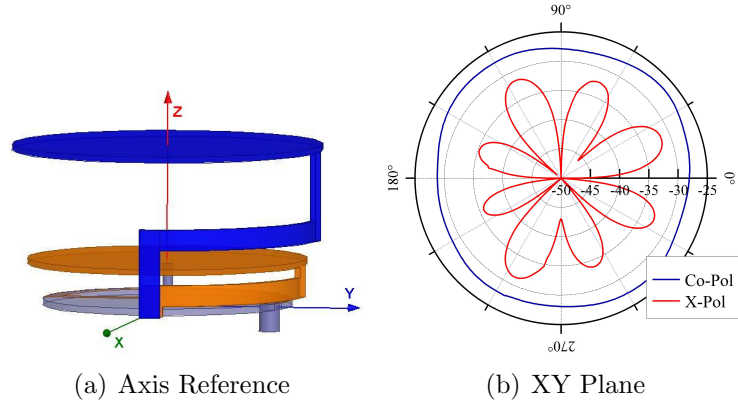 Z
Y
X
90°
180°
0°
-50 -45 -40 -35 -30 -25
270°
Co-Pol
X-Pol
(a) Axis Reference
(b) XY Plane